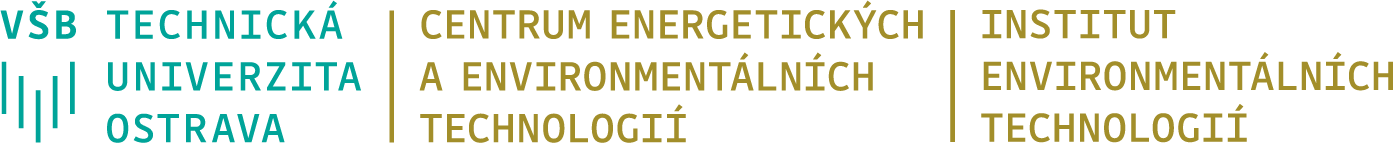 VŠB TECHNICKÁ
UNIVERZITA
OSTRAVA
CENTRUM ENERGETICKÝCH
A ENVIRONMENTÁLNÍCH
TECHNOLOGIÍ
INSTITUT
ENVIRONMENTÁLNÍCH
TECHNOLOGIÍ